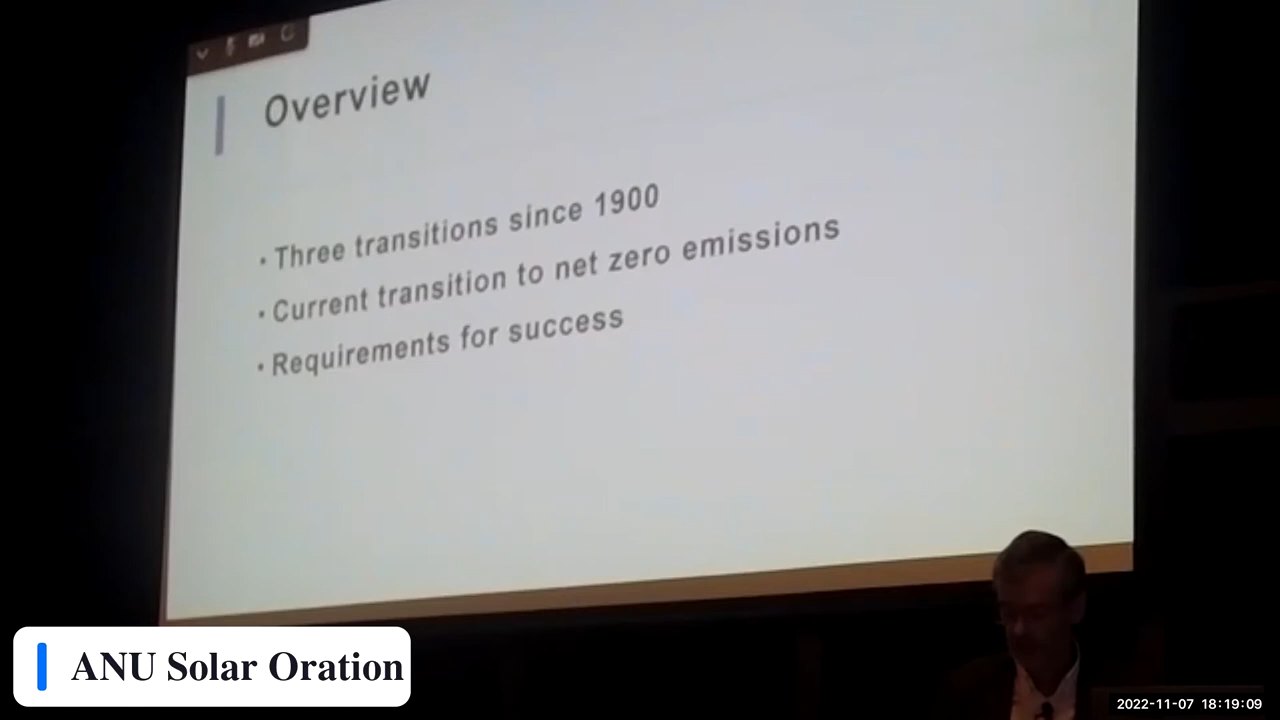 Overview
• Three transitions since 1900
• Current transition to net zero emissions
• Requirements for success
ANU Solar Oration
2022-11-07 18:19:09